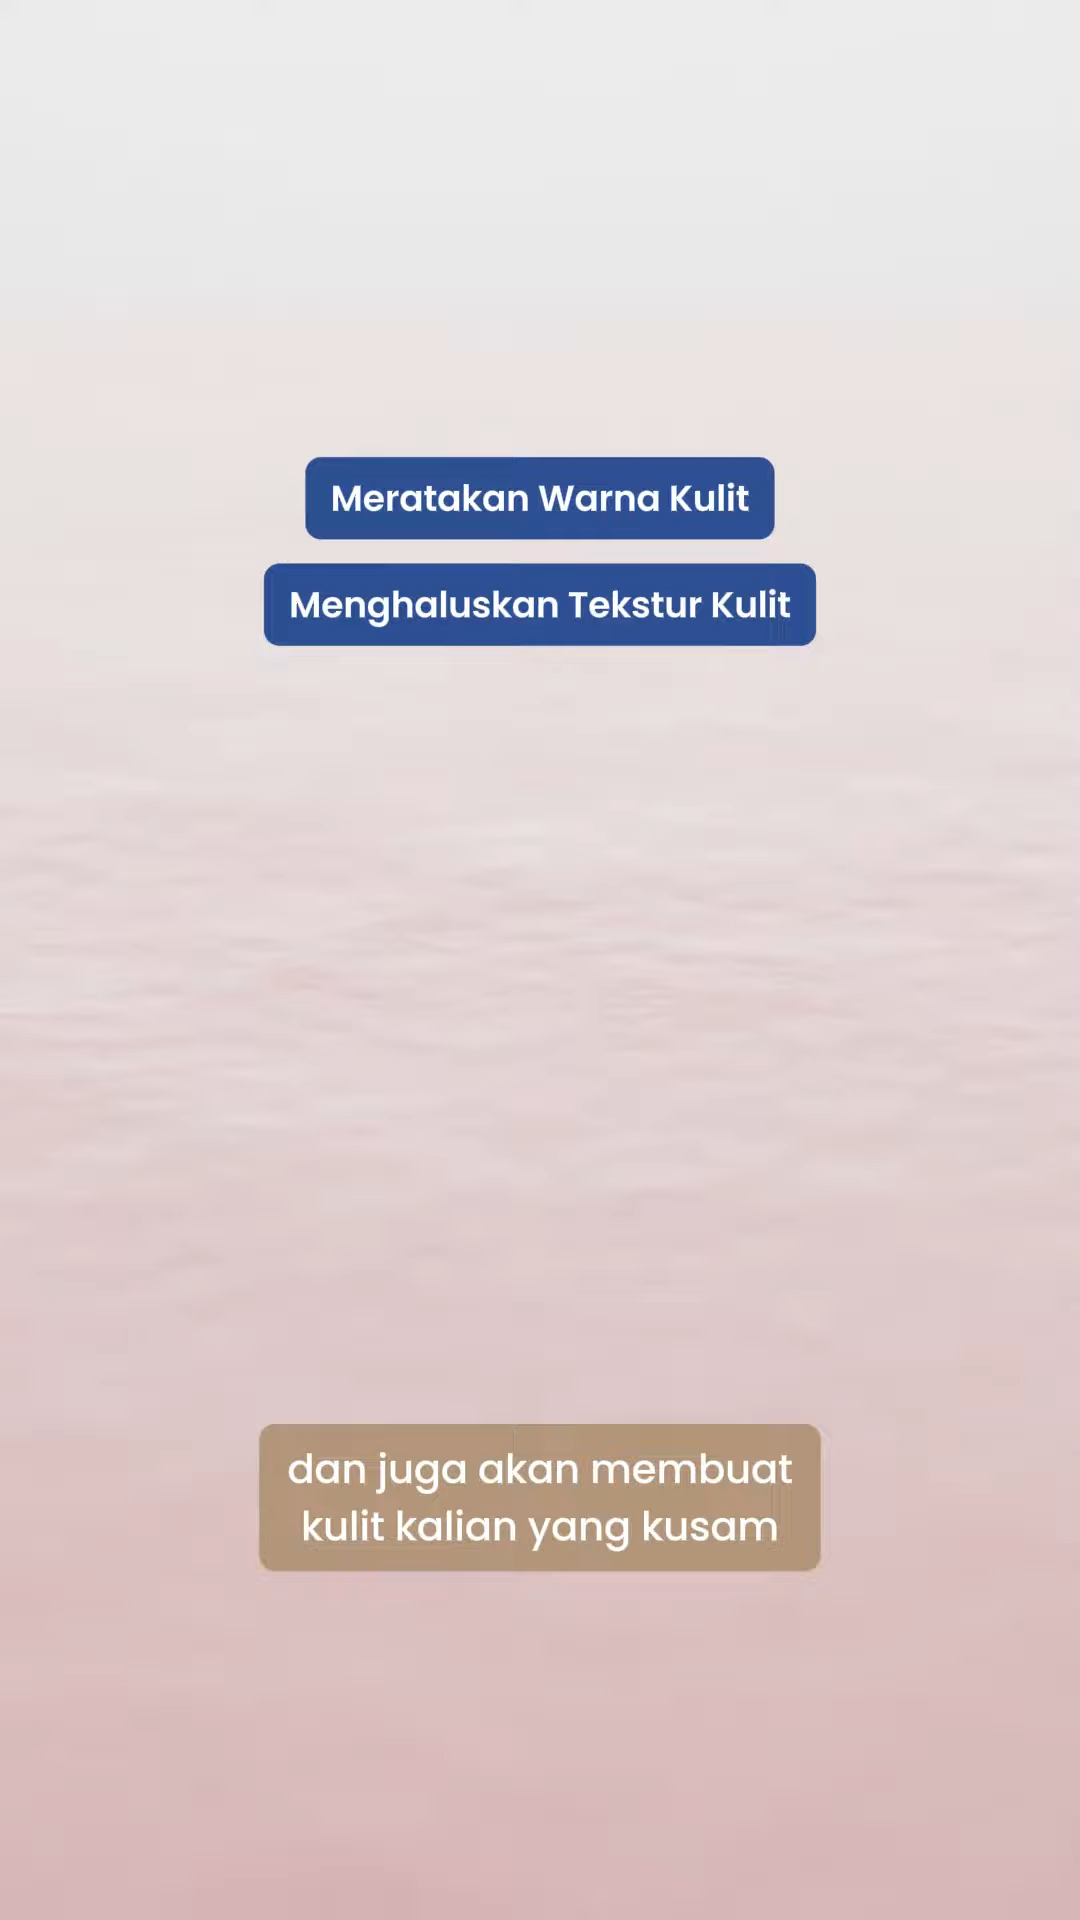 Meratakan Warna Kulit
Menghaluskan Tekstur Kulit
dan juga akan membuat
kulit kalian yang kusam